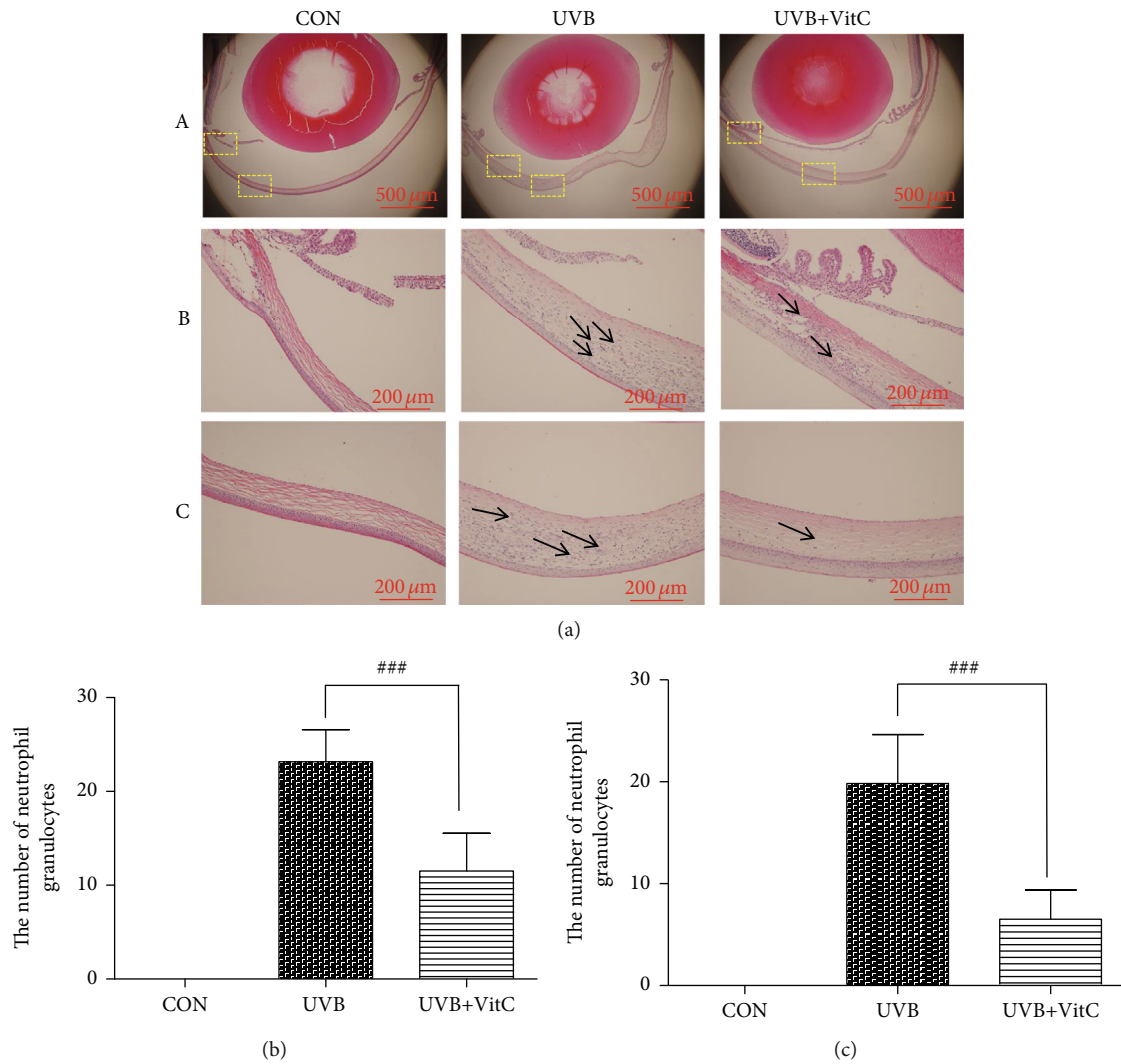 CON UVB UVB+VitC
A
500 μm 500 μm 500 μm
B
200 μm 200 μm 200 μm
C
200 μm 200 μm 200 μm
(a)
###
30
20
10
0
The number of neutrophil
granulocytes
CON UVB UVB+VitC
(b)
###
30
20
10
0
The number of neutrophil
granulocytes
CON UVB UVB+VitC
(c)